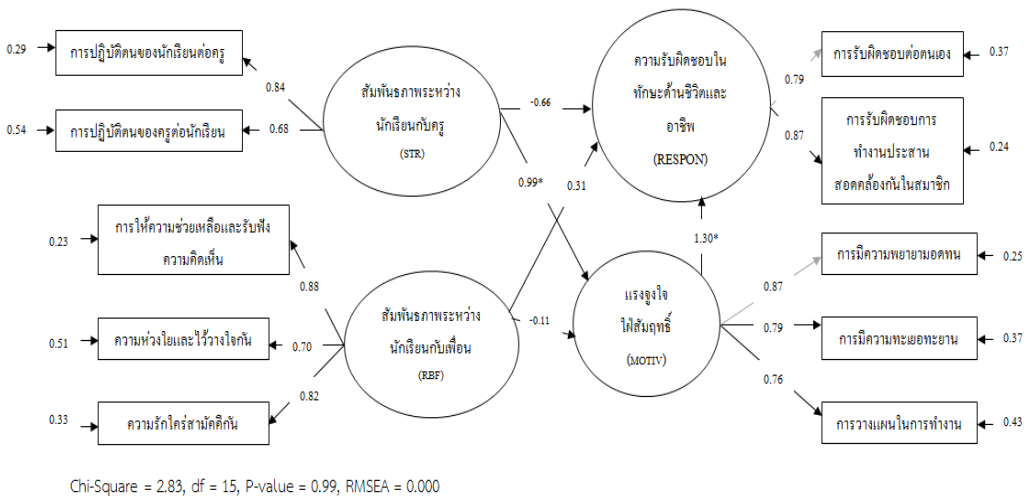 0.29
การปฏิบัติตนของนักเรียนต่อครู
0.84
0.54
การปฏิบัติตนของครูต่อนักเรียน
0.68
สัมพันธภาพระหว่าง
นักเรียนกับครู
(STR)
-0.66
0.99*
0.31
ความรับผิดชอบใน
ทักษะด้านชีวิตและ
อาชีพ
(RESPON)
0.79
การรับผิดชอบต่อตนเอง
0.37
0.87
การรับผิดชอบการ
ทำงานประสาน
สอดคล้องกันในสมาชิก
0.24
0.23
การให้ความช่วยเหลือและรับฟัง
ความคิดเห็น
0.88
0.51
ความห่วงใยและไว้วางใจกัน
0.70
0.33
ความรักใคร่สามัคคีกัน
0.82
สัมพันธภาพระหว่าง
นักเรียนกับเพื่อน
(RBF)
-0.11
1.30*
แรงจูงใจ
ใฝ่สัมฤทธิ์
(MOTIV)
0.87
การมีความพยายามอดทน
0.25
0.79
การมีความทะเยอทะยาน
0.37
0.76
การวางแผนในการทำงาน
0.43
Chi-Square = 2.83, df = 15, P-value = 0.99, RMSEA = 0.000